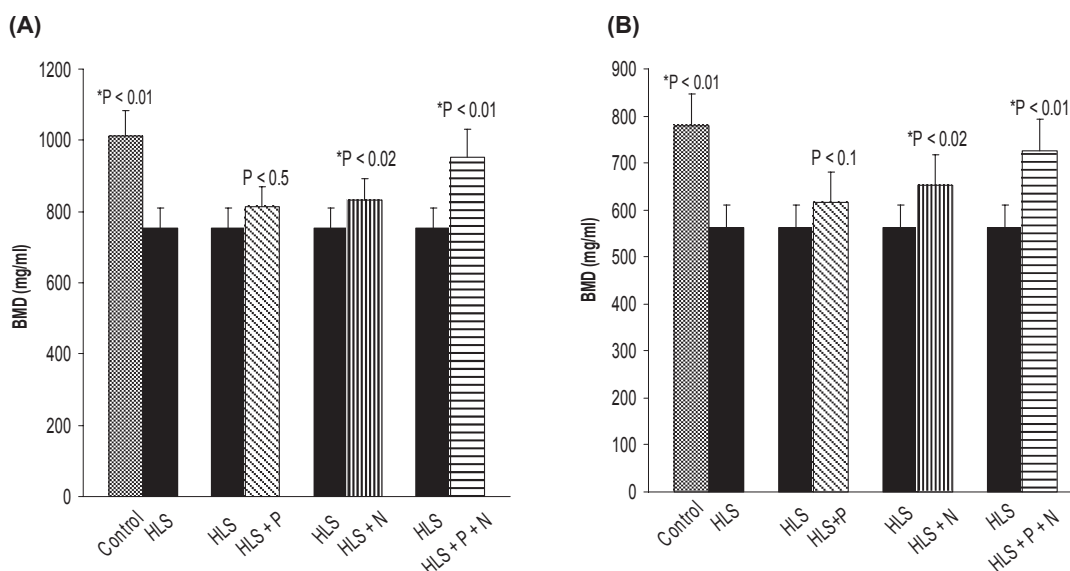 (A)
1200
1000
800
600
400
200
0
BMD (mg/ml)
*P < 0.01
P < 0.5
*P < 0.02
*P < 0.01
Control
HLS
HLS
HLS + P
HLS
HLS + N
HLS
HLS + P + N
(B)
900
800
700
600
500
400
300
200
100
0
BMD (mg/ml)
*P < 0.01
P < 0.1
*P < 0.02
*P < 0.01
Control
HLS
HLS
HLS+P
HLS
HLS + N
HLS
HLS + P + N